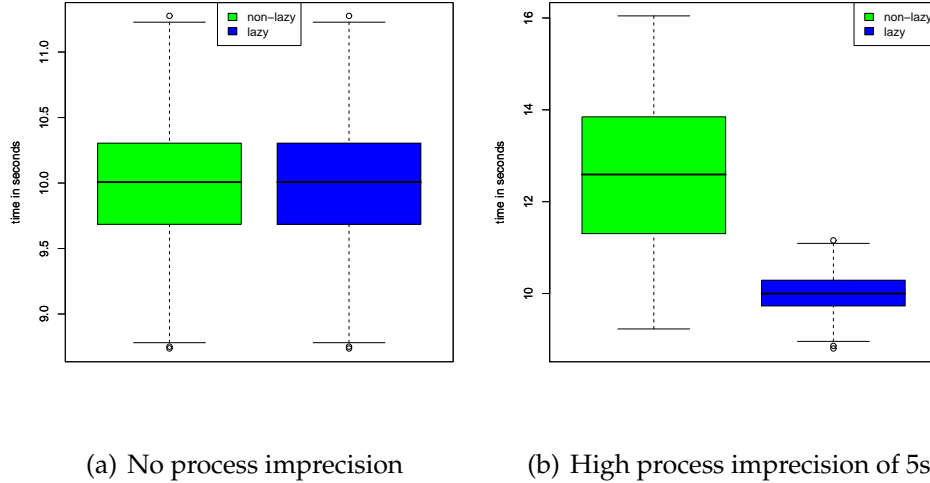 non−lazy
lazy
time in seconds
11.0
10.5
10.0
9.5
9.0
(a) No process imprecision
non−lazy
lazy
time in seconds
16
14
12
10
(b) High process imprecision of 5s